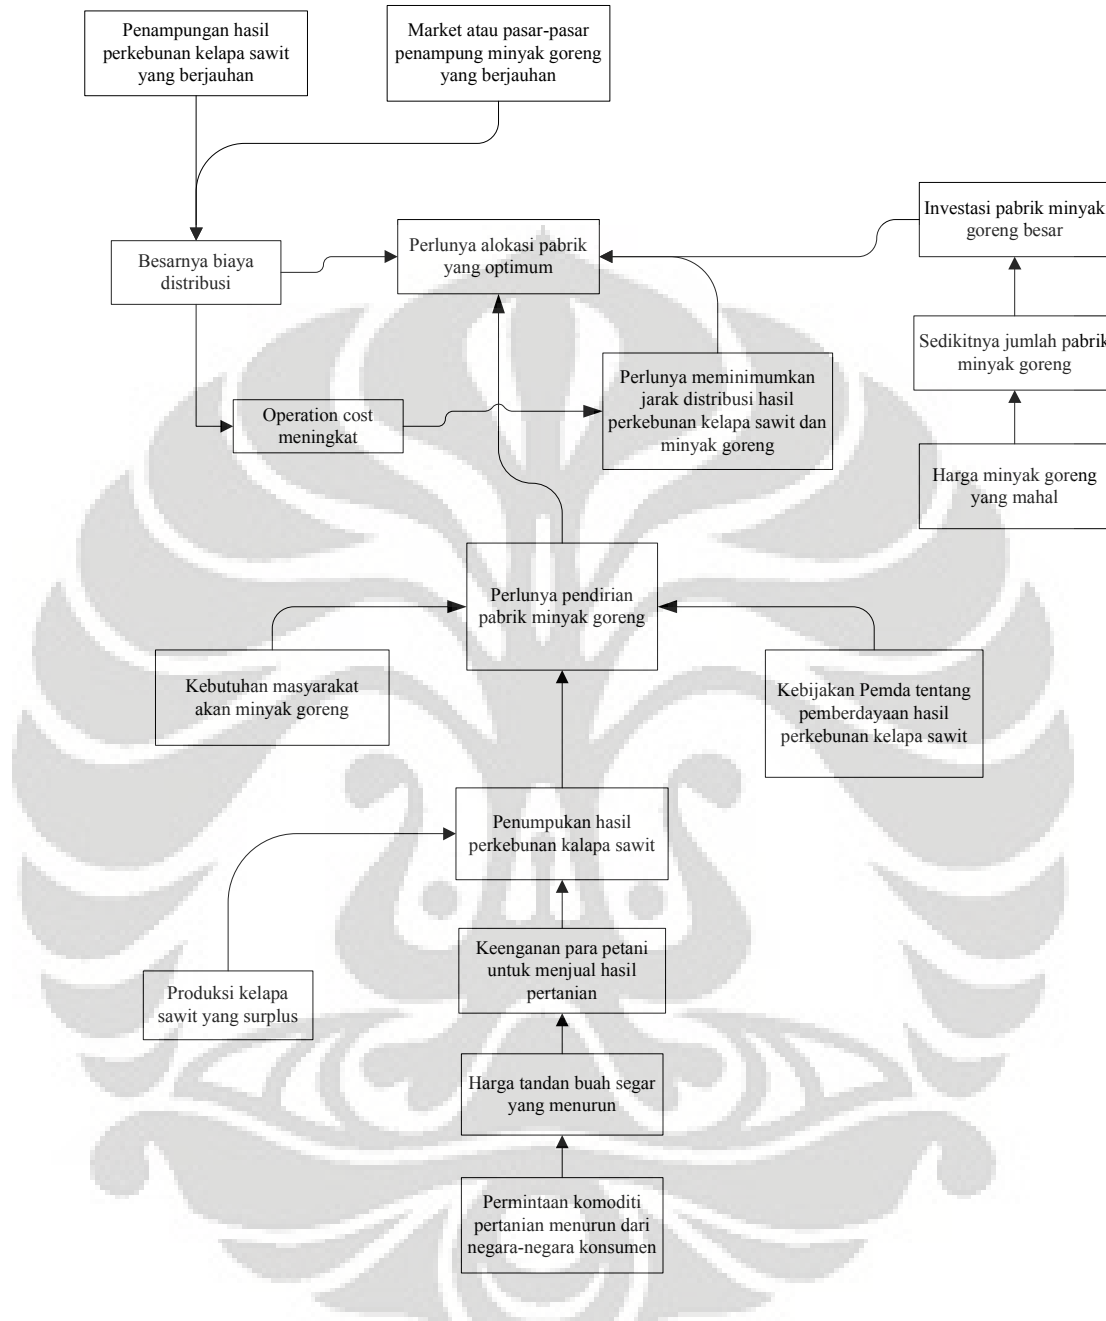 Penampungan hasil
perkebunan kelapa sawit
yang berjauhan
Market atau pasar-pasar
penampung minyak goreng
yang berjauhan
Investasi pabrik minyak
goreng besar
Perlunya alokasi pabrik
yang optimum
Besarnya biaya
distribusi
Sedikitnya jumlah pabrik
minyak goreng
Perlunya meminimumkan
jarak distribusi hasil
perkebunan kelapa sawit dan
minyak goreng
Operation cost
meningkat
Harga minyak goreng
yang mahal
Perlunya pendirian
pabrik minyak goreng
Kebutuhan masyarakat
akan minyak goreng
Kebijakan Pemda tentang
pemberdayaan hasil
perkebunan kelapa sawit
Penumpukan hasil
perkebunan kalapa sawit
Keenganan para petani
untuk menjual hasil
pertanian
Produksi kelapa
sawit yang surplus
Harga tandan buah segar
yang menurun
Permintaan komoditi
pertanian menurun dari
negara-negara konsumen